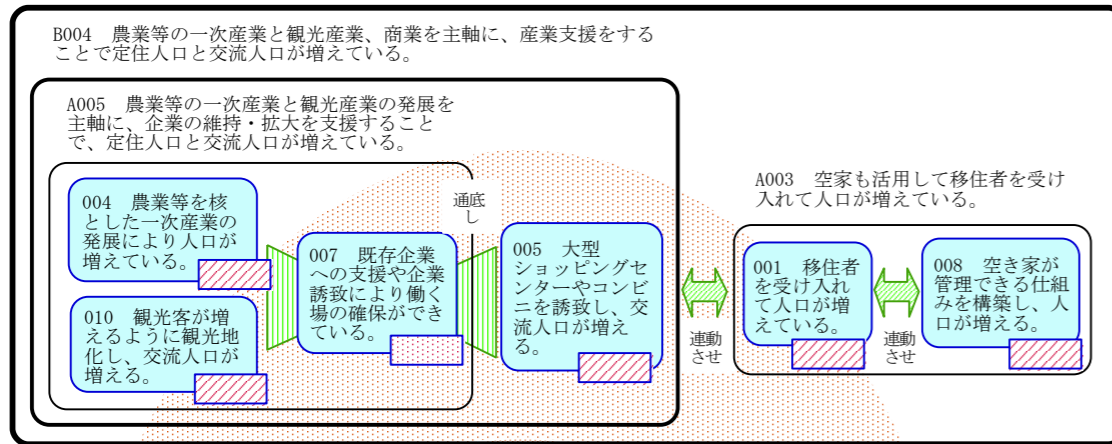 B004　農業等の一次産業と観光産業、商業を主軸に、産業支援をする
ことで定住人口と交流人口が増えている。
A005　農業等の一次産業と観光産業の発展を
主軸に、企業の維持・拡大を支援すること
で、定住人口と交流人口が増えている。
004　農業等を核
とした一次産業の
発展により人口が
増えている。
010　観光客が増
えるように観光地
化し、交流人口が
増える。
007　既存企業
への支援や企業
誘致により働く
場の確保ができ
ている。
通底
し
005　大型
ショッピングセ
ンターやコンビ
ニを誘致し、交
流人口が増え
る。
連動
させ
A003　空家も活用して移住者を受け
入れて人口が増えている。
001　移住者
を受け入れ
て人口が増
えている。
連動
させ
008　空き家が
管理できる仕組
みを構築し、人
口が増える。